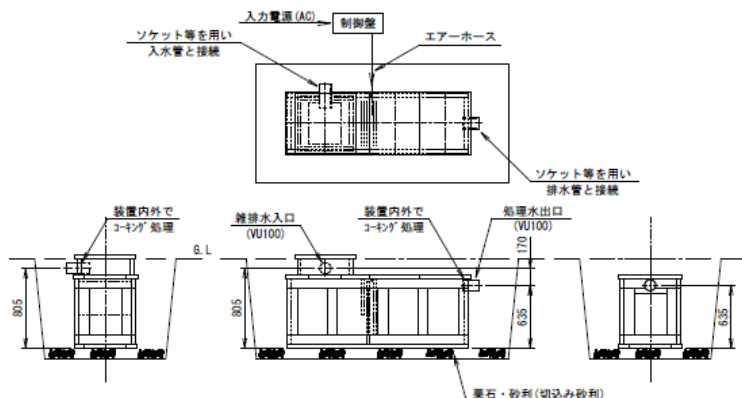 入力電源(AC)
制御盤
ソケット等を用い
入水管と接続
エアーホース
ソケット等を用い
排水管と接続
装置内外で
コーキング処理
雑排水入口
(VU100)
装置内外で
コーキング処理
処理水出口
(VU100)
G.L
170
805
805
635
635
栗石・砂利(切込み砂利)